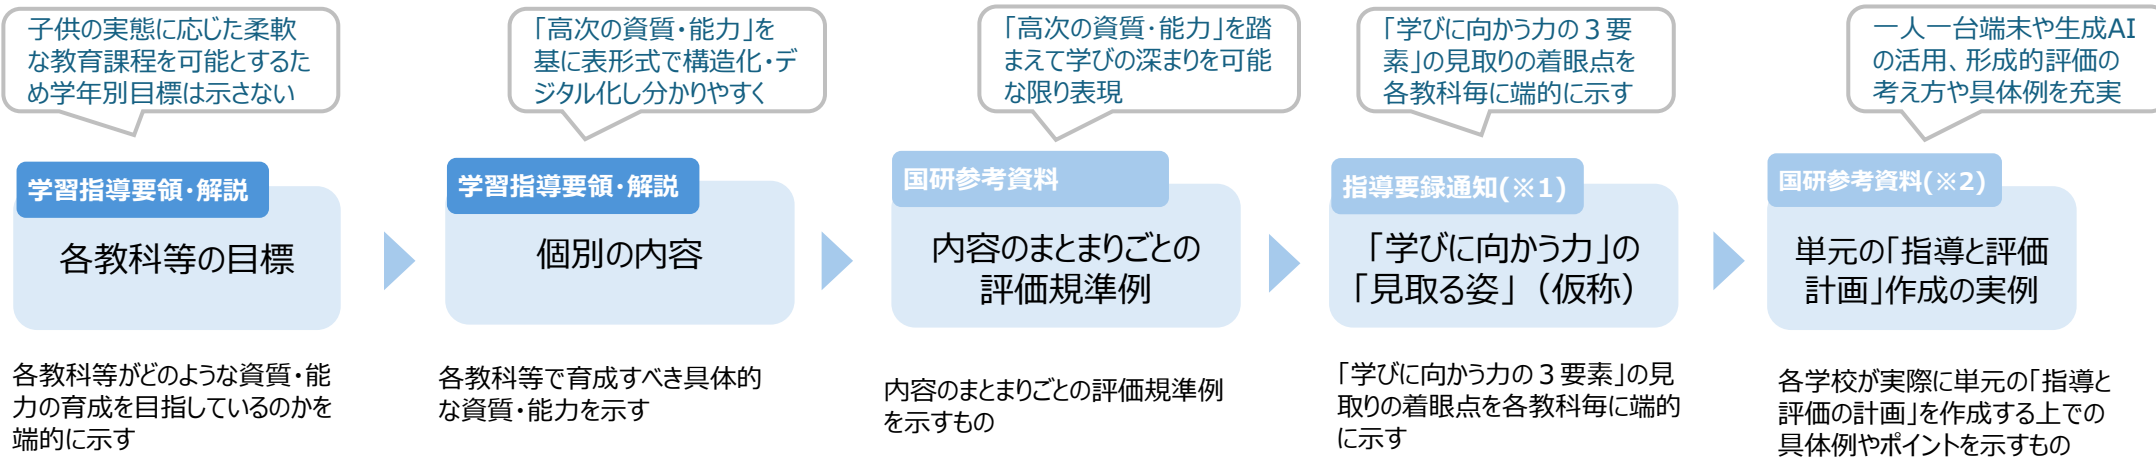 子供の実態に応じた柔軟
な教育課程を可能とするた
め学年別目標は示さない
「高次の資質・能力」を
基に表形式で構造化・デ
ジタル化し分かりやすく
「高次の資質・能力」を踏
まえて学びの深まりを可能
な限り表現
「学びに向かう力の３要
素」の見取りの着眼点を
各教科毎に端的に示す
一人一台端末や生成AI
の活用、形成的評価の
考え方や具体例を充実
学習指導要領・解説
各教科等の目標
学習指導要領・解説
個別の内容
国研参考資料
内容のまとまりごとの
評価規準例
指導要録通知(※1)
「学びに向かう力」の
「見取る姿」（仮称）
国研参考資料(※2)
単元の「指導と評価
計画」作成の実例
各教科等がどのような資質・能
力の育成を目指しているのかを
端的に示す
各教科等で育成すべき具体的
な資質・能力を示す
内容のまとまりごとの評価規準例
を示すもの
「学びに向かう力の３要素」の見
取りの着眼点を各教科毎に端的
に示す
各学校が実際に単元の「指導と
評価の計画」を作成する上での
具体例やポイントを示すもの